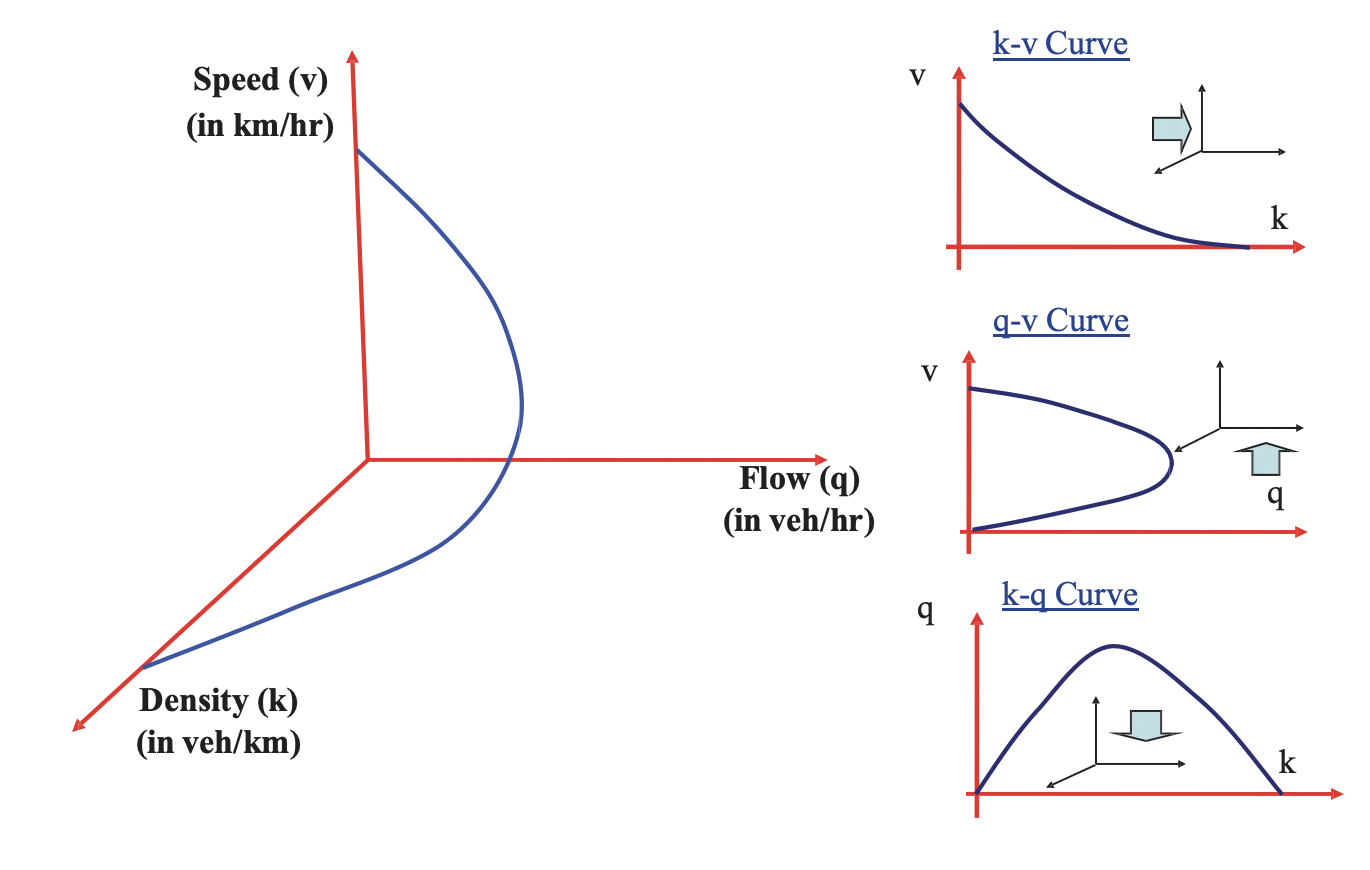 Speed (v)
(in km/hr)
Flow (q)
(in veh/hr)
Density (k)
(in veh/km)
k-v Curve
v
k
q-v Curve
v
q
k-q Curve
q
k